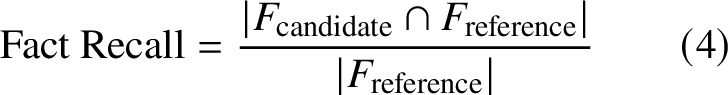 Fact Recall = |F_candidate ∩ F_reference| / |F_reference| (4)